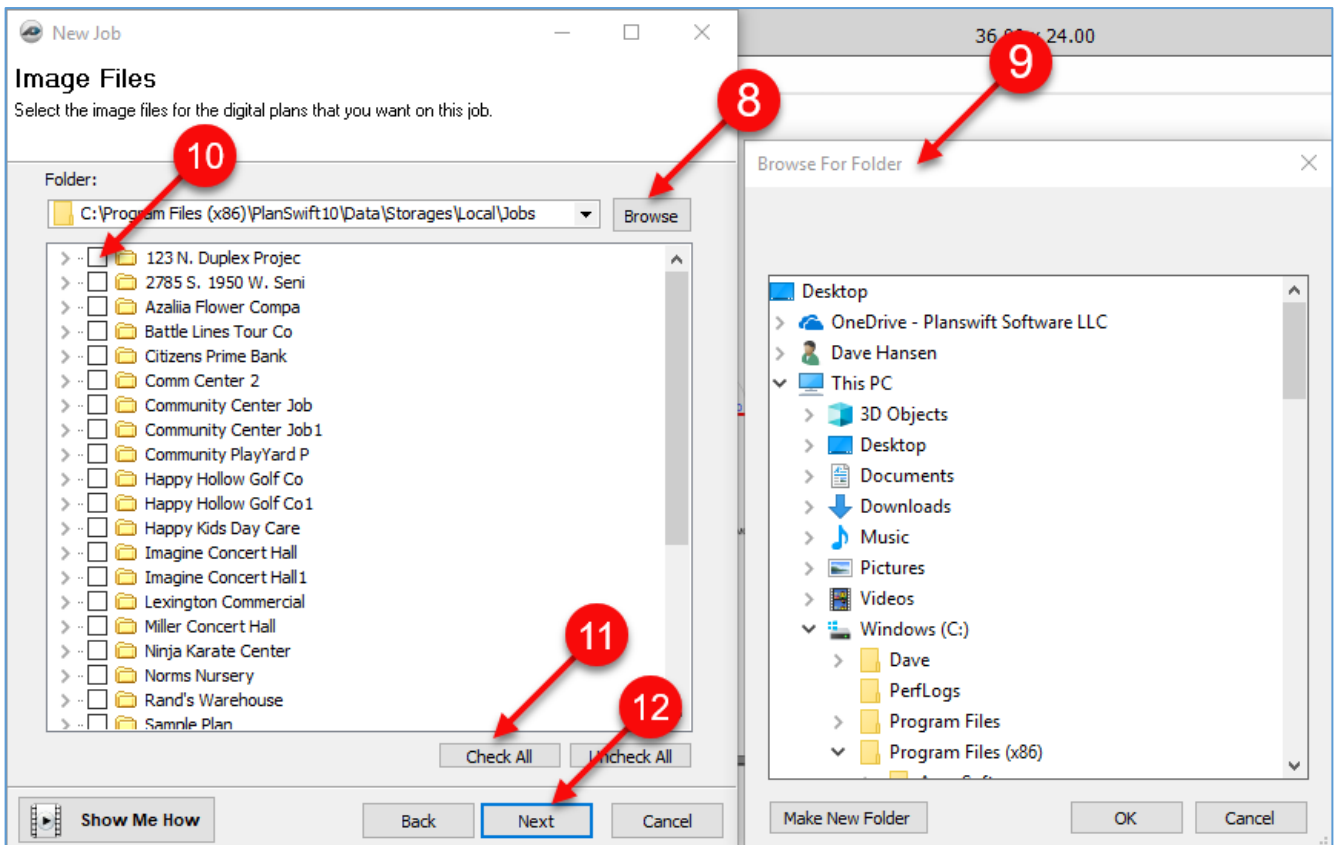 New Job
36.00 x 24.00
Image Files
Select the image files for the digital plans that you want on this job.
8
9
10
Browse For Folder
Folder:
C:\Program Files (x86)\PlanSwift10\Data\Storages\Local\Jobs
Browse
123 N. Duplex Projec
2785 S. 1950 W. Seni
Azaliia Flower Compa
Battle Lines Tour Co
Citizens Prime Bank
Comm Center 2
Community Center Job
Community Center Job1
Community PlayYard P
Happy Hollow Golf Co
Happy Hollow Golf Co1
Happy Kids Day Care
Imagine Concert Hall
Imagine Concert Hall1
Lexington Commercial
Miller Concert Hall
Ninja Karate Center
Norms Nursery
Rand's Warehouse
Sample Plan
11
12
Check All
Uncheck All
Show Me How
Back
Next
Cancel
Desktop
OneDrive - Planswift Software LLC
Dave Hansen
This PC
3D Objects
Desktop
Documents
Downloads
Music
Pictures
Videos
Windows (C:)
Dave
PerfLogs
Program Files
Program Files (x86)
Make New Folder
OK
Cancel